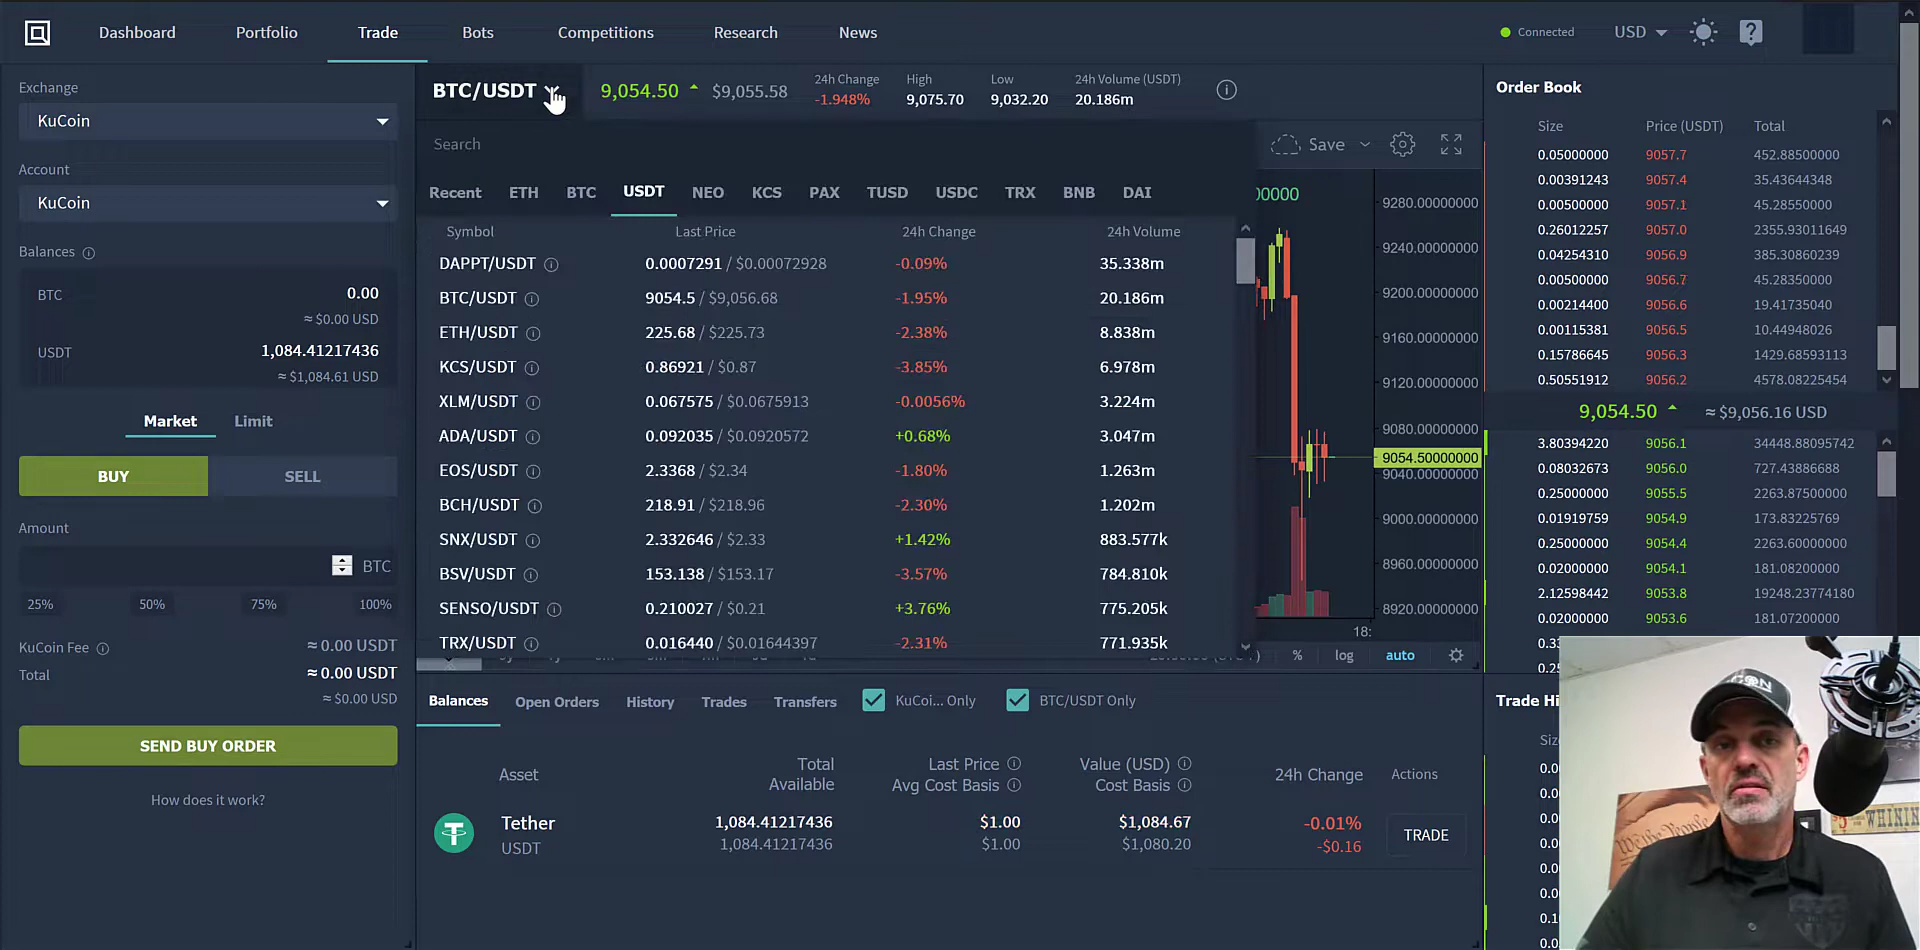 Dashboard
Portfolio
Trade
Bots
Competitions
Research
News
Connected
USD
Exchange
KuCoin
Account
KuCoin
Balances
BTC 0.00
≈ $0.00 USD
USDT 1,084.41217436
≈ $1,084.61 USD
Market Limit
BUY SELL
Amount
BTC
25% 50% 75% 100%
KuCoin Fee ≈ 0.00 USDT
Total ≈ 0.00 USDT
≈ $0.00 USD
SEND BUY ORDER
How does it work?
BTC/USDT
9,054.50 $9,055.58
24h Change High Low 24h Volume (USDT)
-1.948% 9,075.70 9,032.20 20.186m
Search
Save
Recent ETH BTC USDT NEO KCS PAX TUSD USDC TRX BNB DAI
Symbol Last Price 24h Change 24h Volume
DAPPT/USDT 0.0007291 / $0.00072928 -0.09% 35.338m
BTC/USDT 9054.5 / $9,056.68 -1.95% 20.186m
ETH/USDT 225.68 / $225.73 -2.38% 8.838m
KCS/USDT 0.86921 / $0.87 -3.85% 6.978m
XLM/USDT 0.067575 / $0.0675913 -0.0056% 3.224m
ADA/USDT 0.092035 / $0.0920572 +0.68% 3.047m
EOS/USDT 2.3368 / $2.34 -1.80% 1.263m
BCH/USDT 218.91 / $218.96 -2.30% 1.202m
SNX/USDT 2.332646 / $2.33 +1.42% 883.577k
BSV/USDT 153.138 / $153.17 -3.57% 784.810k
SENSO/USDT 0.210027 / $0.21 +3.76% 775.205k
TRX/USDT 0.016440 / $0.01644397 -2.31% 771.935k
9280.00000000
9240.00000000
9200.00000000
9160.00000000
9120.00000000
9080.00000000
9054.50000000
9040.00000000
9000.00000000
8960.00000000
8920.00000000
18:
% log auto
Balances Open Orders History Trades Transfers KuCoi... Only BTC/USDT Only
Asset Total Available Last Price Avg Cost Basis Value (USD) Cost Basis 24h Change Actions
Tether 1,084.41217436 $1.00 $1,084.67 -0.01% TRADE
USDT 1,084.41217436 $1.00 $1,080.20 -$0.16
Order Book
Size Price (USDT) Total
0.05000000 9057.7 452.88500000
0.00391243 9057.4 35.43644348
0.00500000 9057.1 45.28550000
0.26012257 9057.0 2355.93011649
0.04254310 9056.9 385.30860239
0.00500000 9056.7 45.28350000
0.00214400 9056.6 19.41735040
0.00115381 9056.5 10.44948026
0.15786645 9056.3 1429.68593113
0.50551912 9056.2 4578.08225454
9,054.50 ≈ $9,056.16 USD
3.80394220 9056.1 34448.88095742
0.08032673 9056.0 727.43886688
0.25000000 9055.5 2263.87500000
0.01919759 9054.9 173.83225769
0.25000000 9054.4 2263.60000000
0.02000000 9054.1 181.08200000
2.12598442 9053.8 19248.23774180
0.02000000 9053.6 181.07200000
Trade Hi
WHINING